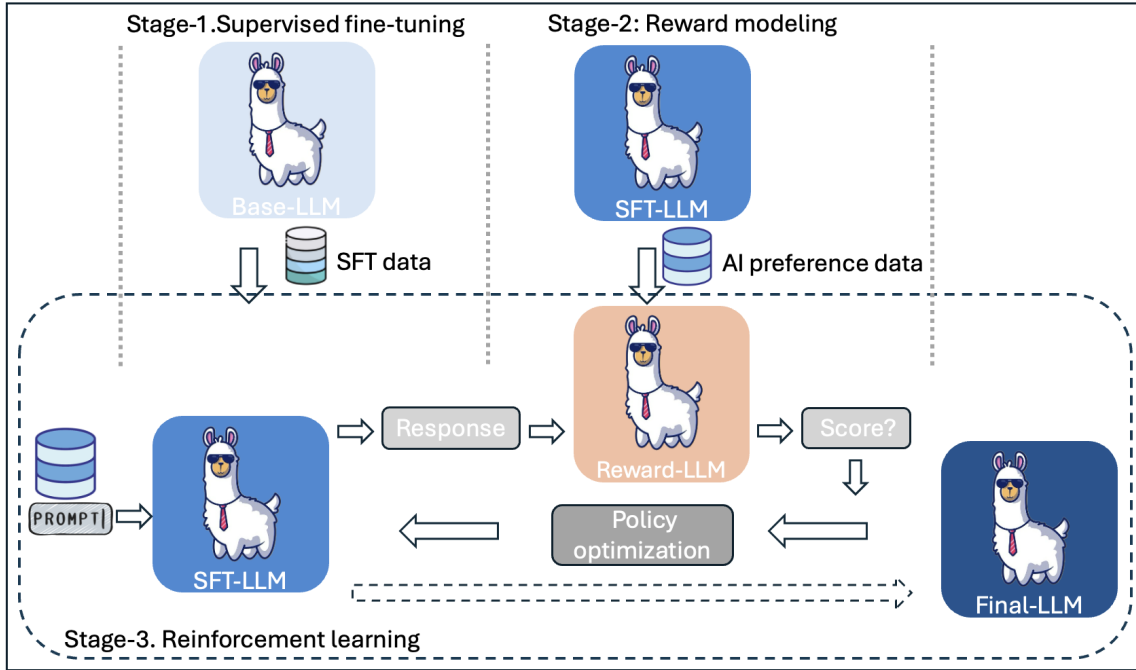 Stage-1.Supervised fine-tuning
Stage-2: Reward modeling
Base-LLM
SFT-LLM
SFT data
AI preference data
Response
Reward-LLM
Score?
PROMPT|
SFT-LLM
Policy
optimization
Final-LLM
Stage-3. Reinforcement learning